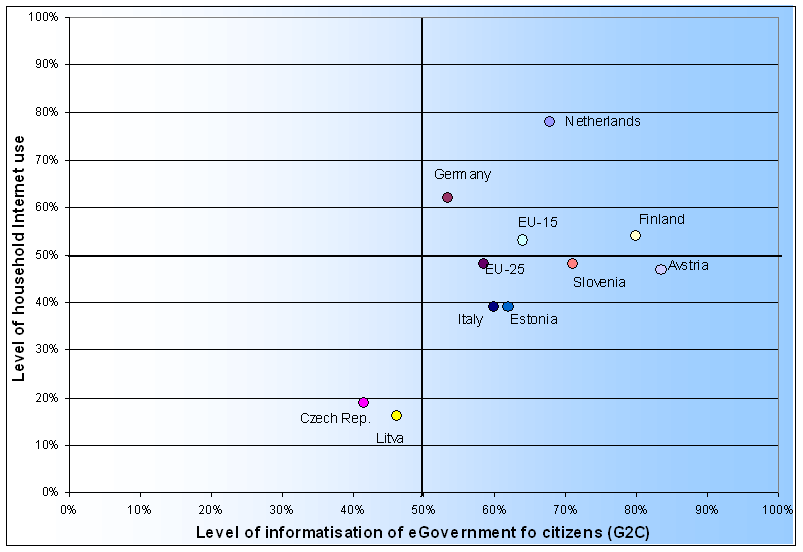 100%
90%
80%
Netherlands
70%
Germany
60%
EU-15
Finland
50%
EU-25
Avstria
Slovenia
40%
Italy
Estonia
30%
20%
Czech Rep.
Litva
10%
0%
0% 10% 20% 30% 40% 50% 60% 70% 80% 90% 100%
Level of household Internet use
Level of informatisation of eGovernment fo citizens (G2C)